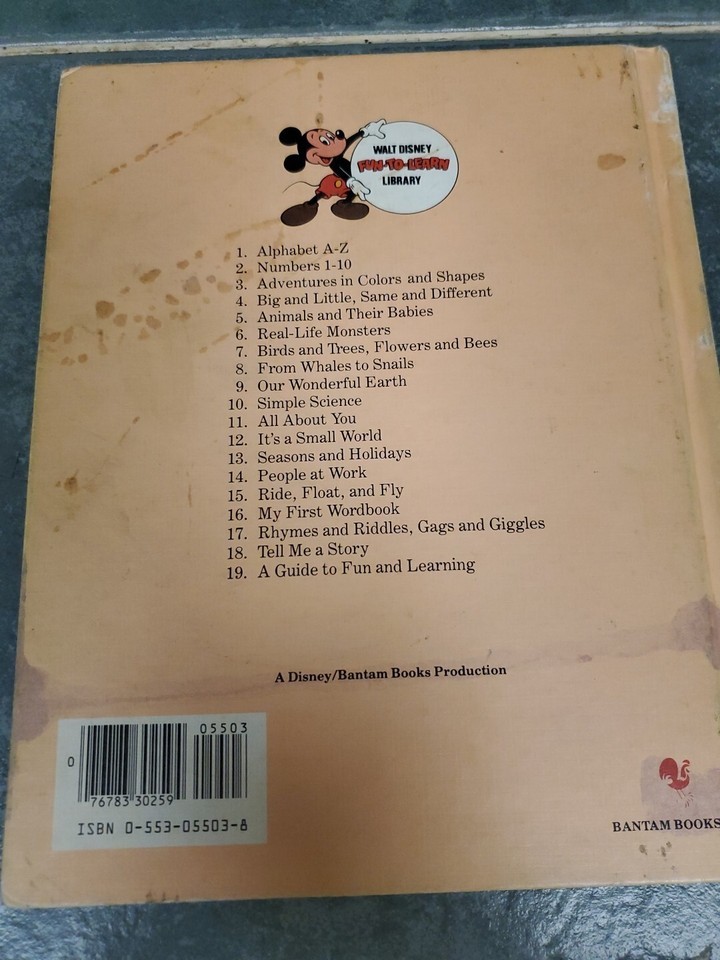 WALT DISNEY
FUN-TO-LEARN
LIBRARY
1. Alphabet A-Z
2. Numbers 1-10
3. Adventures in Colors and Shapes
4. Big and Little, Same and Different
5. Animals and Their Babies
6. Real-Life Monsters
7. Birds and Trees, Flowers and Bees
8. From Whales to Snails
9. Our Wonderful Earth
10. Simple Science
11. All About You
12. It's a Small World
13. Seasons and Holidays
14. People at Work
15. Ride, Float, and Fly
16. My First Wordbook
17. Rhymes and Riddles, Gags and Giggles
18. Tell Me a Story
19. A Guide to Fun and Learning
A Disney/Bantam Books Production
05503
0
76783 30259
ISBN 0-553-05503-8
BANTAM BOOKS